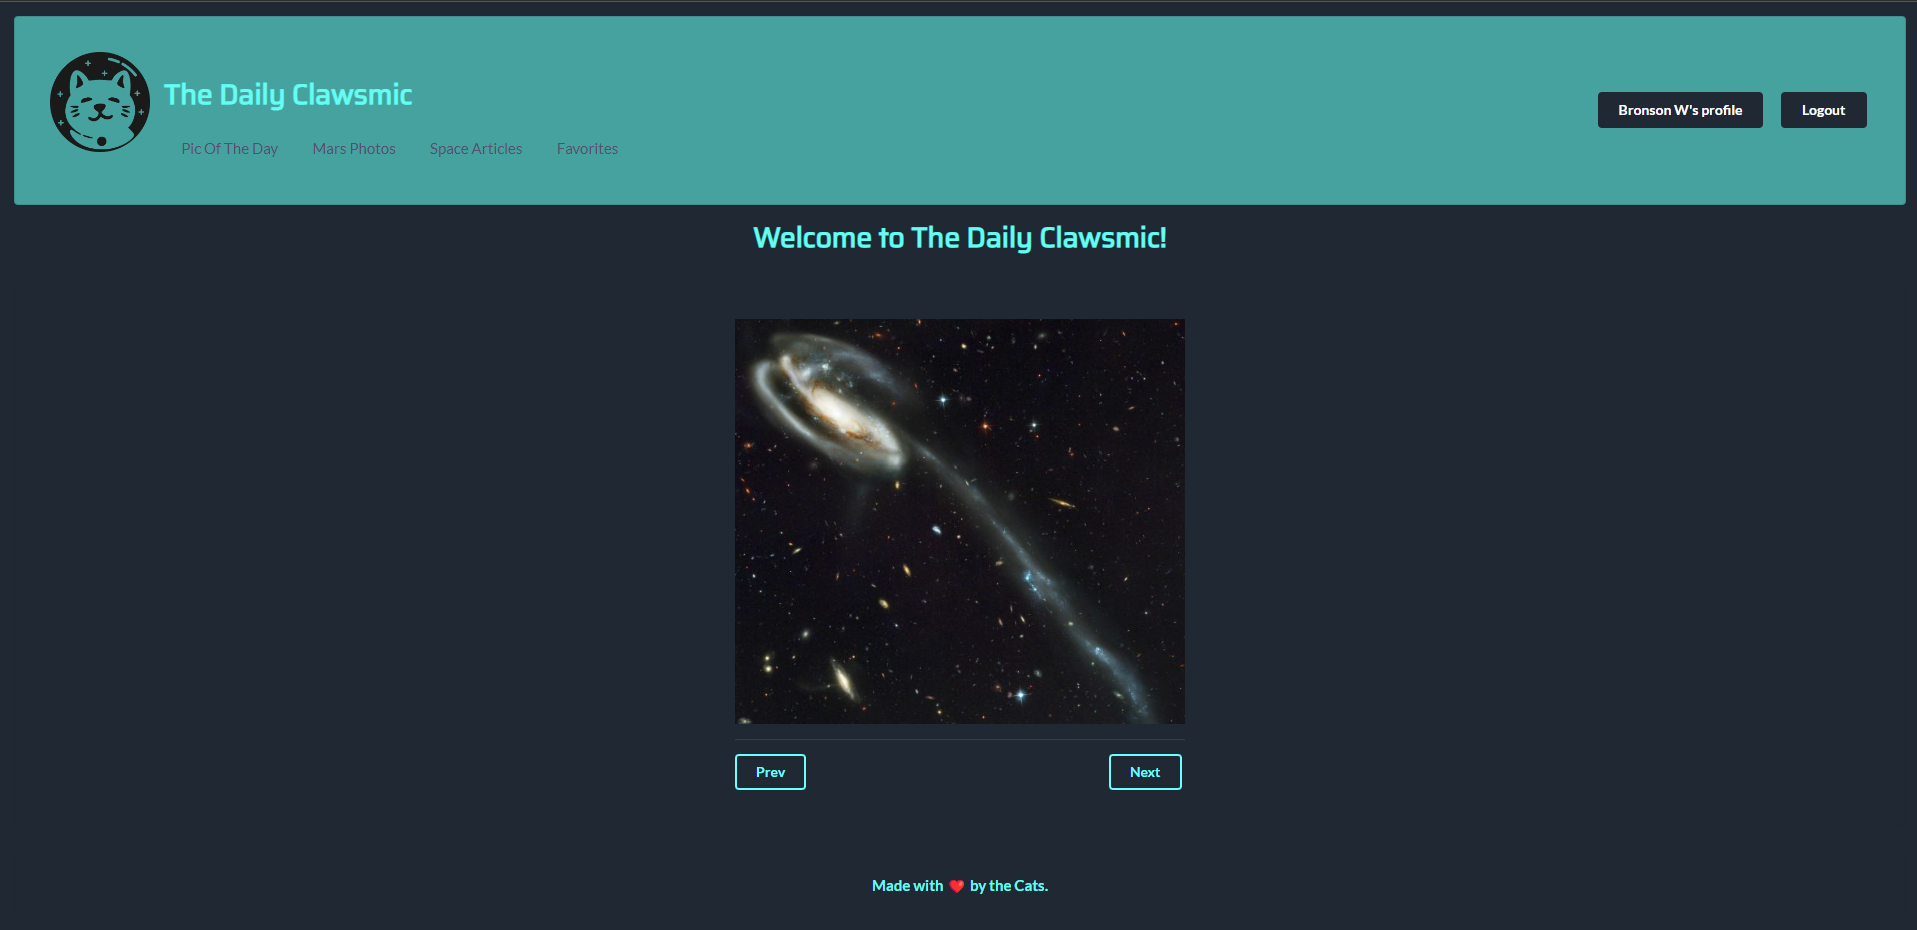 The Daily Clawsmic
Pic Of The Day Mars Photos Space Articles Favorites
Bronson W's profile Logout
Welcome to The Daily Clawsmic!
Prev Next
Made with ❤️ by the Cats.